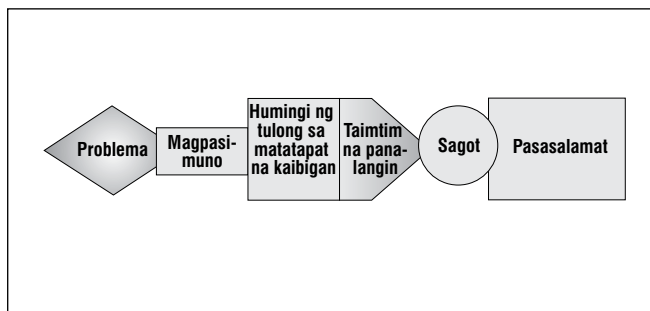 Problema
Magpasi-
muno
Humingi ng
tulong sa
matatapat
na kaibigan
Taimtim
na pana-
langin
Sagot
Pasasalamat